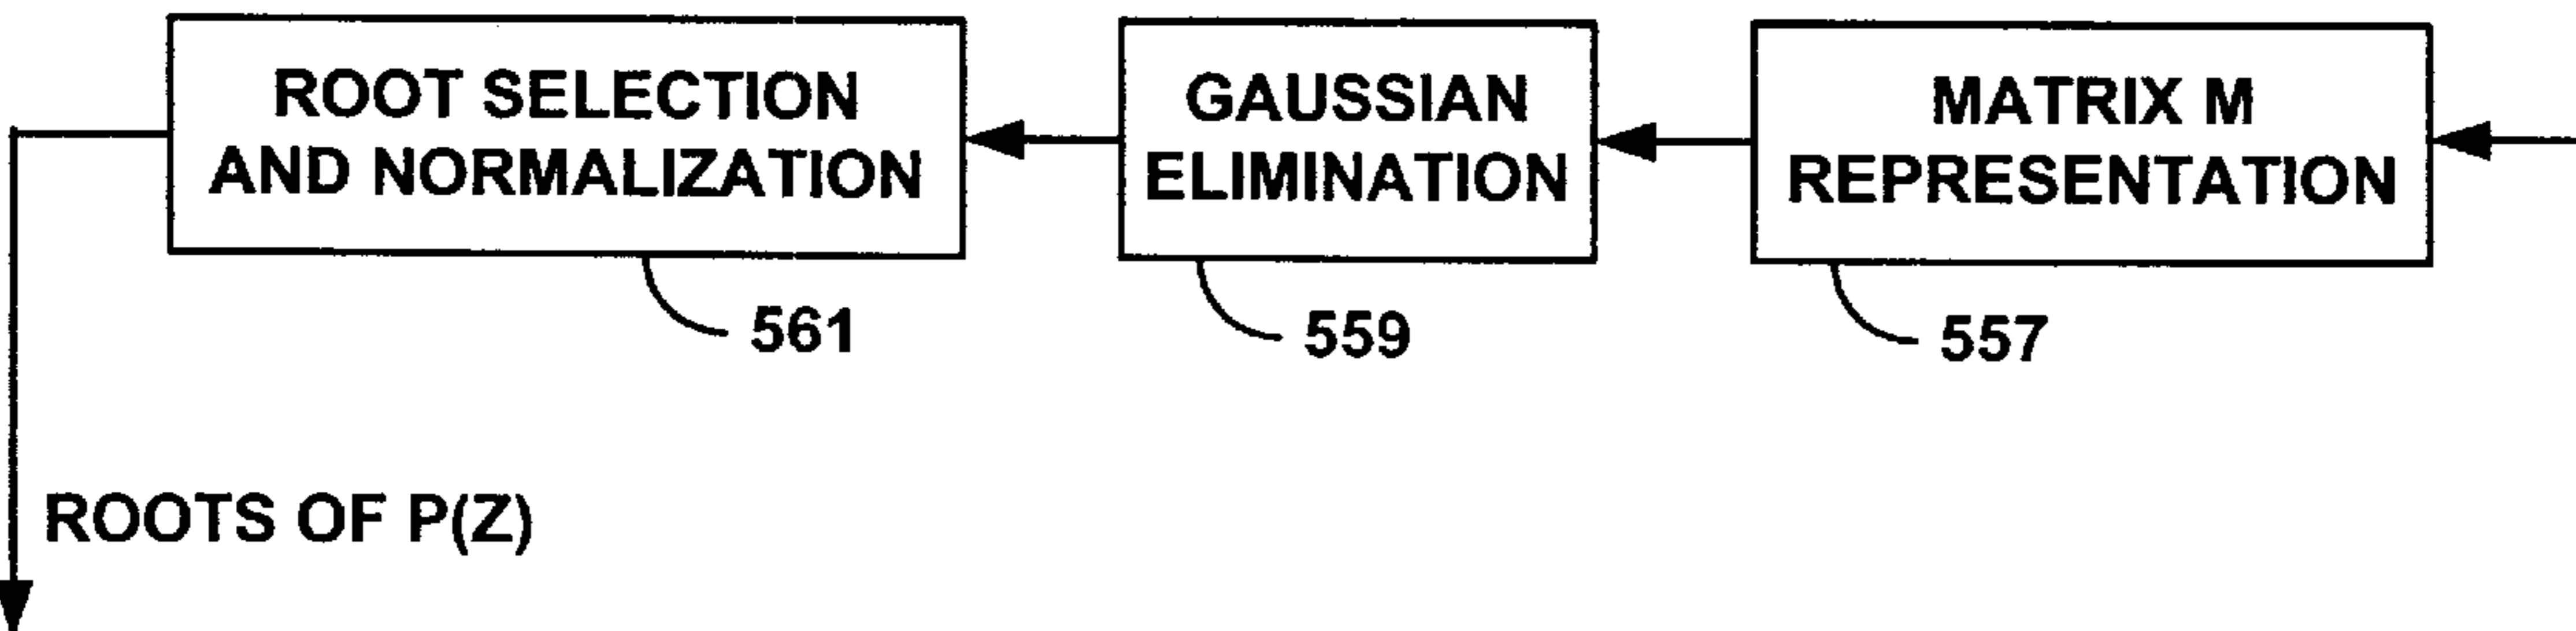 ROOT SELECTION
AND NORMALIZATION
GAUSSIAN
ELIMINATION
MATRIX M
REPRESENTATION
561
559
557
ROOTS OF P(Z)